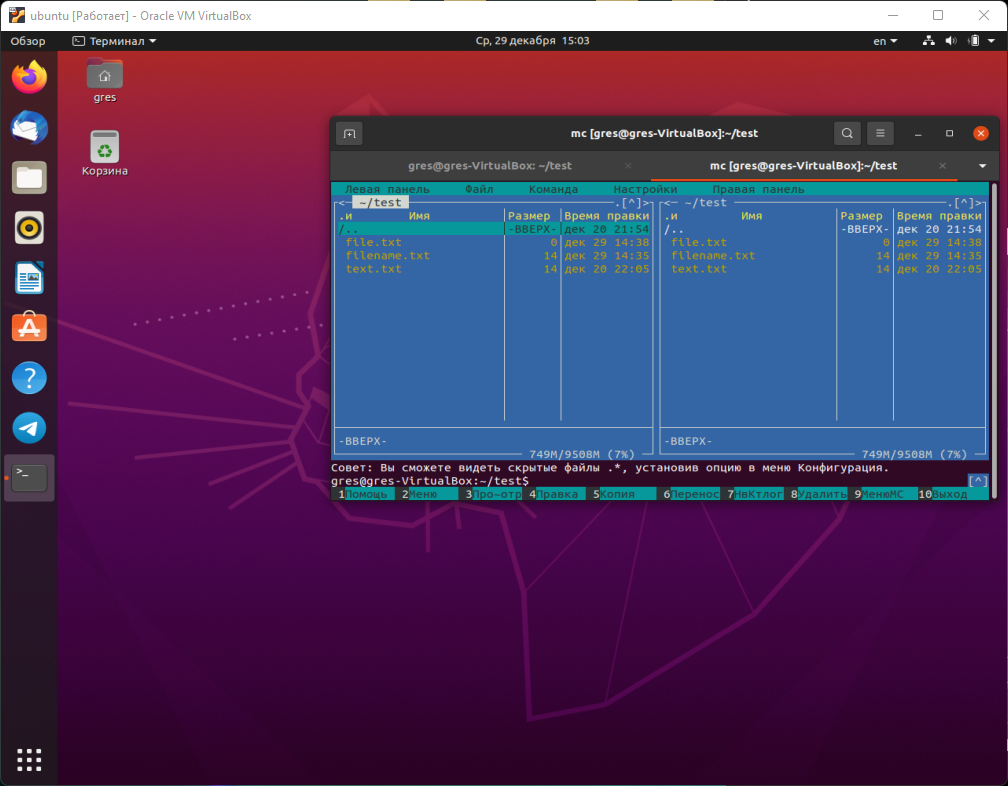 ubuntu [Работает] - Oracle VM VirtualBox
Обзор Терминал Ср, 29 декабря 15:03 en
gres
Корзина
mc [gres@gres-VirtualBox]:~/test
gres@gres-VirtualBox: ~/test × mc [gres@gres-VirtualBox]:~/test ×
Левая панель Файл Команда Настройки Правая панель
<─ ~/test .[^]> <─ ~/test .[^]>
.и Имя Размер Время правки .и Имя Размер Время правки
/.. -ВВЕРХ- дек 20 21:54 /.. -ВВЕРХ- дек 20 21:54
file.txt 0 дек 29 14:38 file.txt 0 дек 29 14:38
filename.txt 14 дек 29 14:35 filename.txt 14 дек 29 14:35
text.txt 14 дек 20 22:05 text.txt 14 дек 20 22:05
-ВВЕРХ- -ВВЕРХ-
749M/9508M (7%) 749M/9508M (7%)
Совет: Вы сможете видеть скрытые файлы .*, установив опцию в меню Конфигурация.
gres@gres-VirtualBox:~/test$ [^]
1Помощь 2Меню 3Про~отр 4Правка 5Копия 6Перенос 7НвКтлог 8Удалить 9МенюMC 10Выход